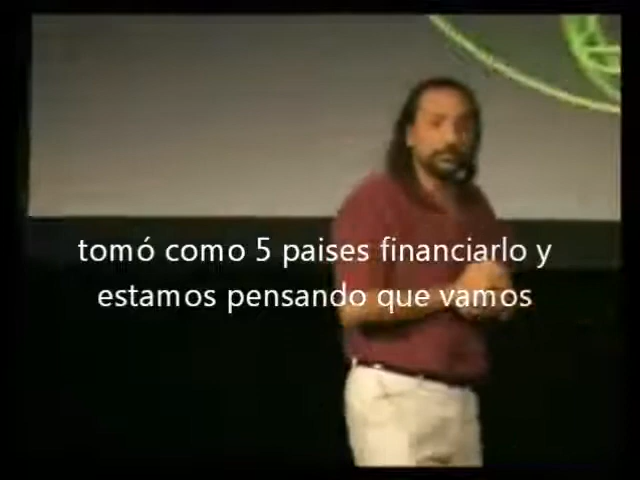 tomó como 5 paises financiarlo y
estamos pensando que vamos